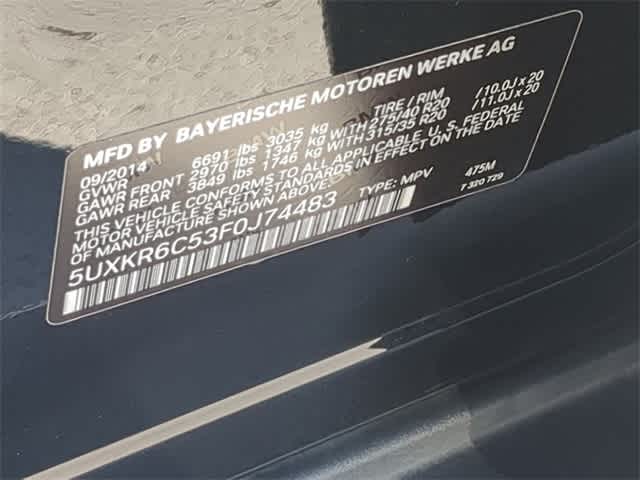 MFD BY BAYERISCHE MOTOREN WERKE AG
09/2014 TIRE / RIM
GVWR 6691 lbs 3035 kg
GAWR FRONT 2970 lbs 1347 kg WITH 275/40 R20 /10.0J x 20
GAWR REAR 3849 lbs 1746 kg WITH 315/35 R20 /11.0J x 20
THIS VEHICLE CONFORMS TO ALL APPLICABLE U. S. FEDERAL
MOTOR VEHICLE SAFETY STANDARDS IN EFFECT ON THE DATE
OF MANUFACTURE SHOWN ABOVE.
5UXKR6C53F0J74483 TYPE: MPV 475M
7 320 729